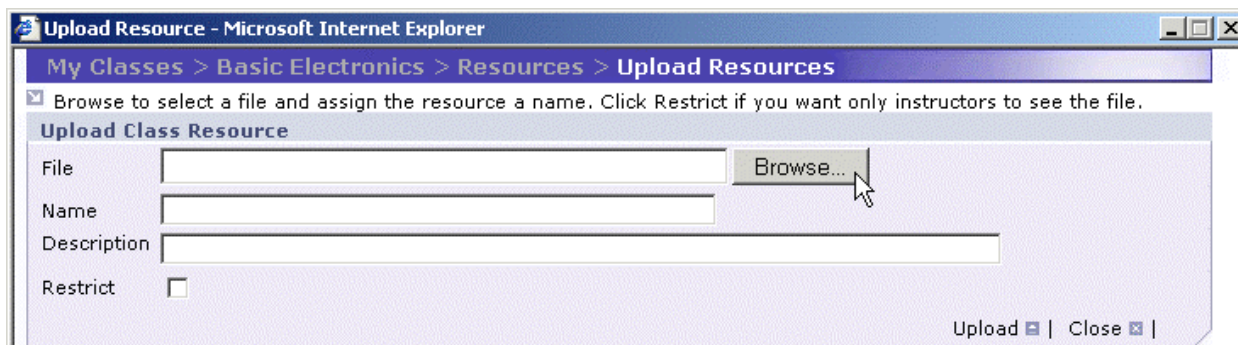 Upload Resource - Microsoft Internet Explorer
My Classes > Basic Electronics > Resources > Upload Resources
Browse to select a file and assign the resource a name. Click Restrict if you want only instructors to see the file.
Upload Class Resource
File Browse...
Name
Description
Restrict
Upload | Close |